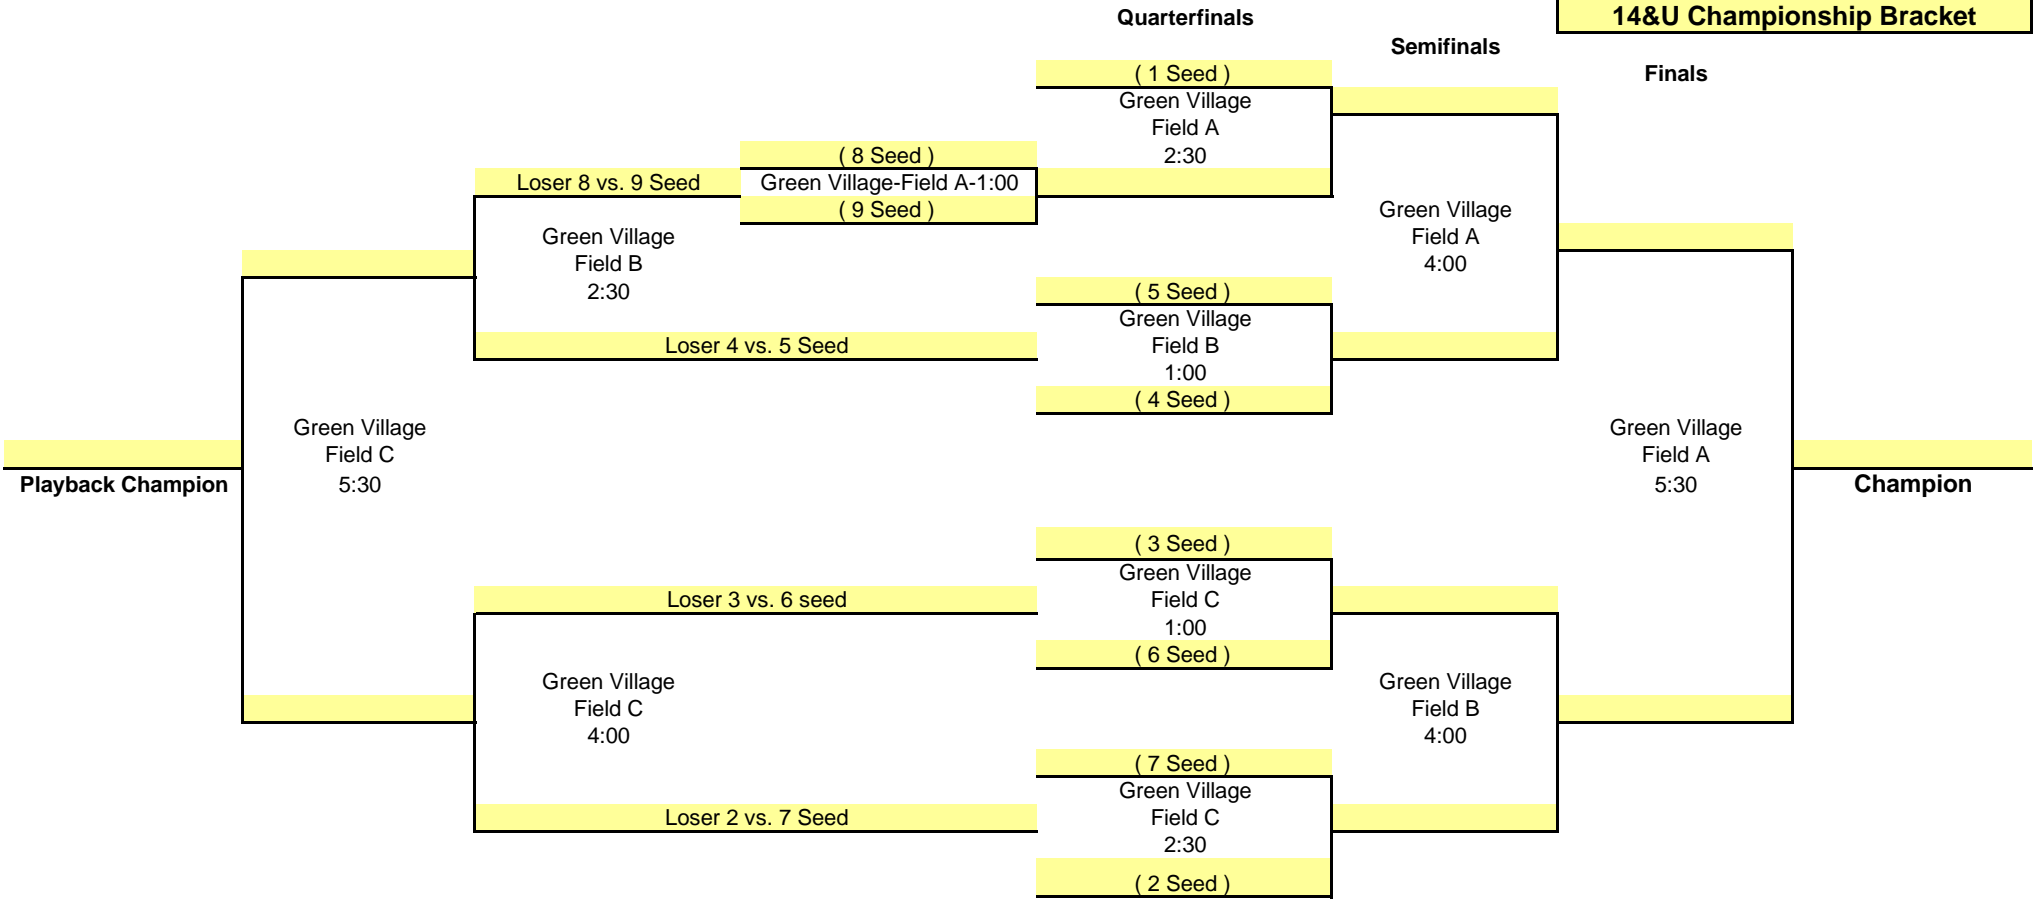 14&U Championship Bracket
Quarterfinals
Semifinals
Finals
( 1 Seed )
Green Village
Field A
2:30
( 8 Seed )
Loser 8 vs. 9 Seed
Green Village-Field A-1:00
( 9 Seed )
Green Village
Field B
2:30
Green Village
Field A
4:00
( 5 Seed )
Green Village
Field B
1:00
Loser 4 vs. 5 Seed
( 4 Seed )
Green Village
Field C
5:30
Playback Champion
Green Village
Field A
5:30
Champion
( 3 Seed )
Green Village
Field C
1:00
Loser 3 vs. 6 seed
( 6 Seed )
Green Village
Field C
4:00
Green Village
Field B
4:00
( 7 Seed )
Green Village
Field C
2:30
Loser 2 vs. 7 Seed
( 2 Seed )